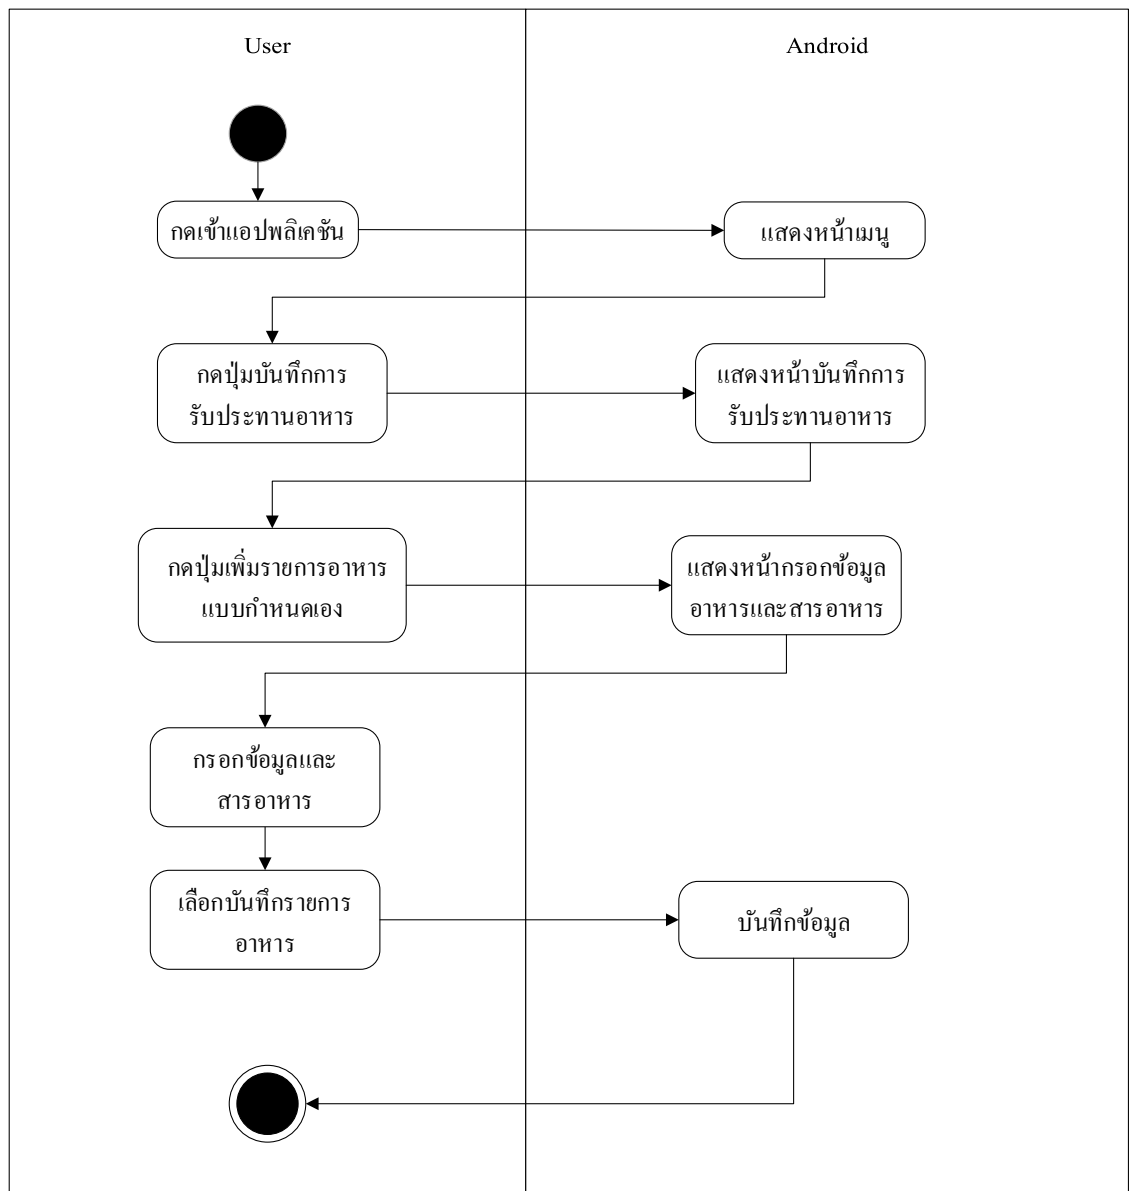 User
Android
กดเข้าแอปพลิเคชัน
แสดงหน้าเมนู
กดปุ่มบันทึกการ
รับประทานอาหาร
แสดงหน้าบันทึกการ
รับประทานอาหาร
กดปุ่มเพิ่มรายการอาหาร
แบบกำหนดเอง
แสดงหน้ากรอกข้อมูล
อาหารและสารอาหาร
กรอกข้อมูลและ
สารอาหาร
เลือกบันทึกรายการ
อาหาร
บันทึกข้อมูล